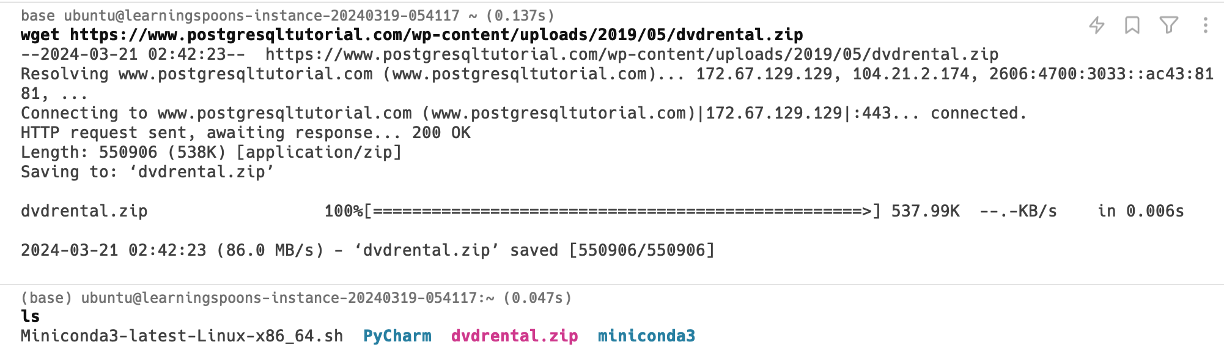 base ubuntu@learningspoons-instance-20240319-054117 ~ (0.137s)
wget https://www.postgresqltutorial.com/wp-content/uploads/2019/05/dvdrental.zip
--2024-03-21 02:42:23--  https://www.postgresqltutorial.com/wp-content/uploads/2019/05/dvdrental.zip
Resolving www.postgresqltutorial.com (www.postgresqltutorial.com)... 172.67.129.129, 104.21.2.174, 2606:4700:3033::ac43:81
81, ...
Connecting to www.postgresqltutorial.com (www.postgresqltutorial.com)|172.67.129.129|:443... connected.
HTTP request sent, awaiting response... 200 OK
Length: 550906 (538K) [application/zip]
Saving to: ‘dvdrental.zip’
dvdrental.zip                  100%[==================================================>] 537.99K  --.-KB/s    in 0.006s
2024-03-21 02:42:23 (86.0 MB/s) - ‘dvdrental.zip’ saved [550906/550906]
(base) ubuntu@learningspoons-instance-20240319-054117:~ (0.047s)
ls
Miniconda3-latest-Linux-x86_64.sh  PyCharm  dvdrental.zip  miniconda3